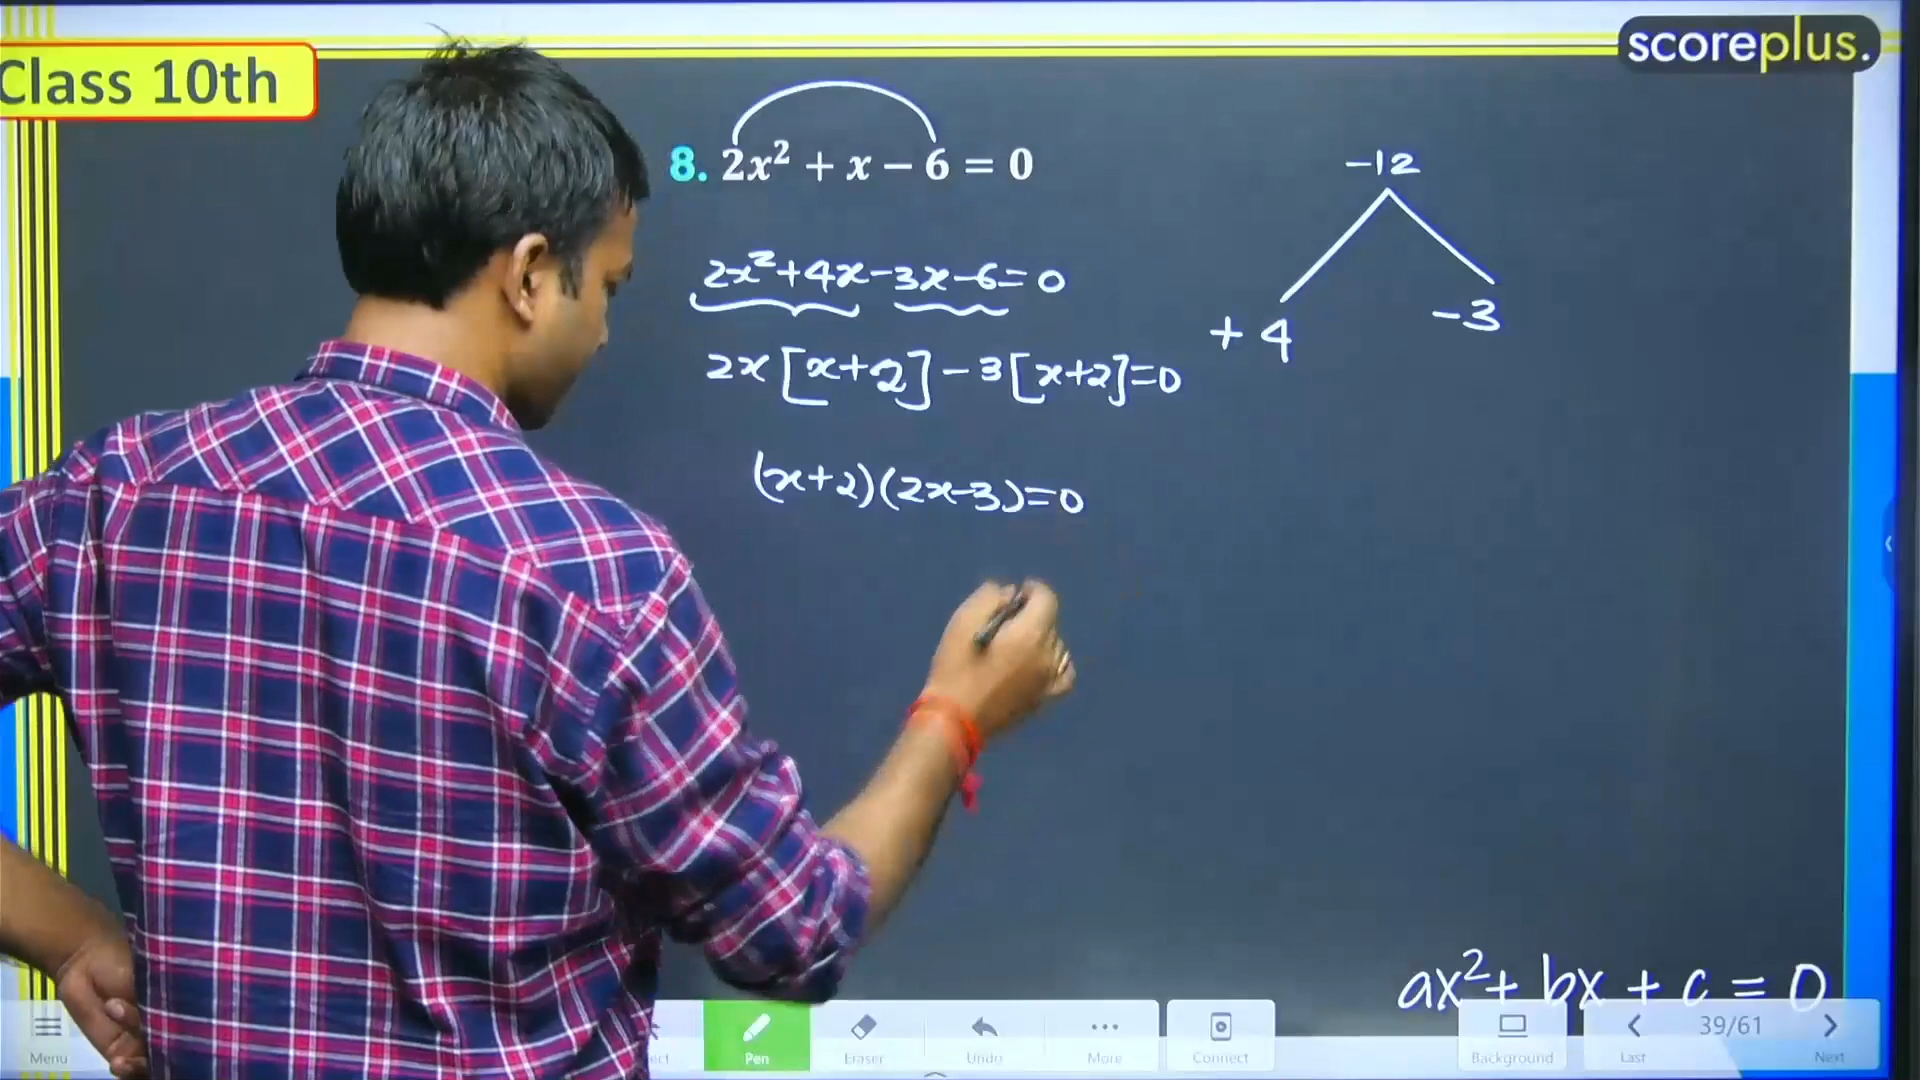 Class 10th
scoreplus.
8. 2x² + x − 6 = 0
2x²+4x-3x-6=0
2x[x+2]-3[x+2]=0
(x+2)(2x-3)=0
-12
+4
-3
ax²+bx+c=0
Menu
Pen
Eraser
Undo
More
Connect
Background
Last
39/61
Next